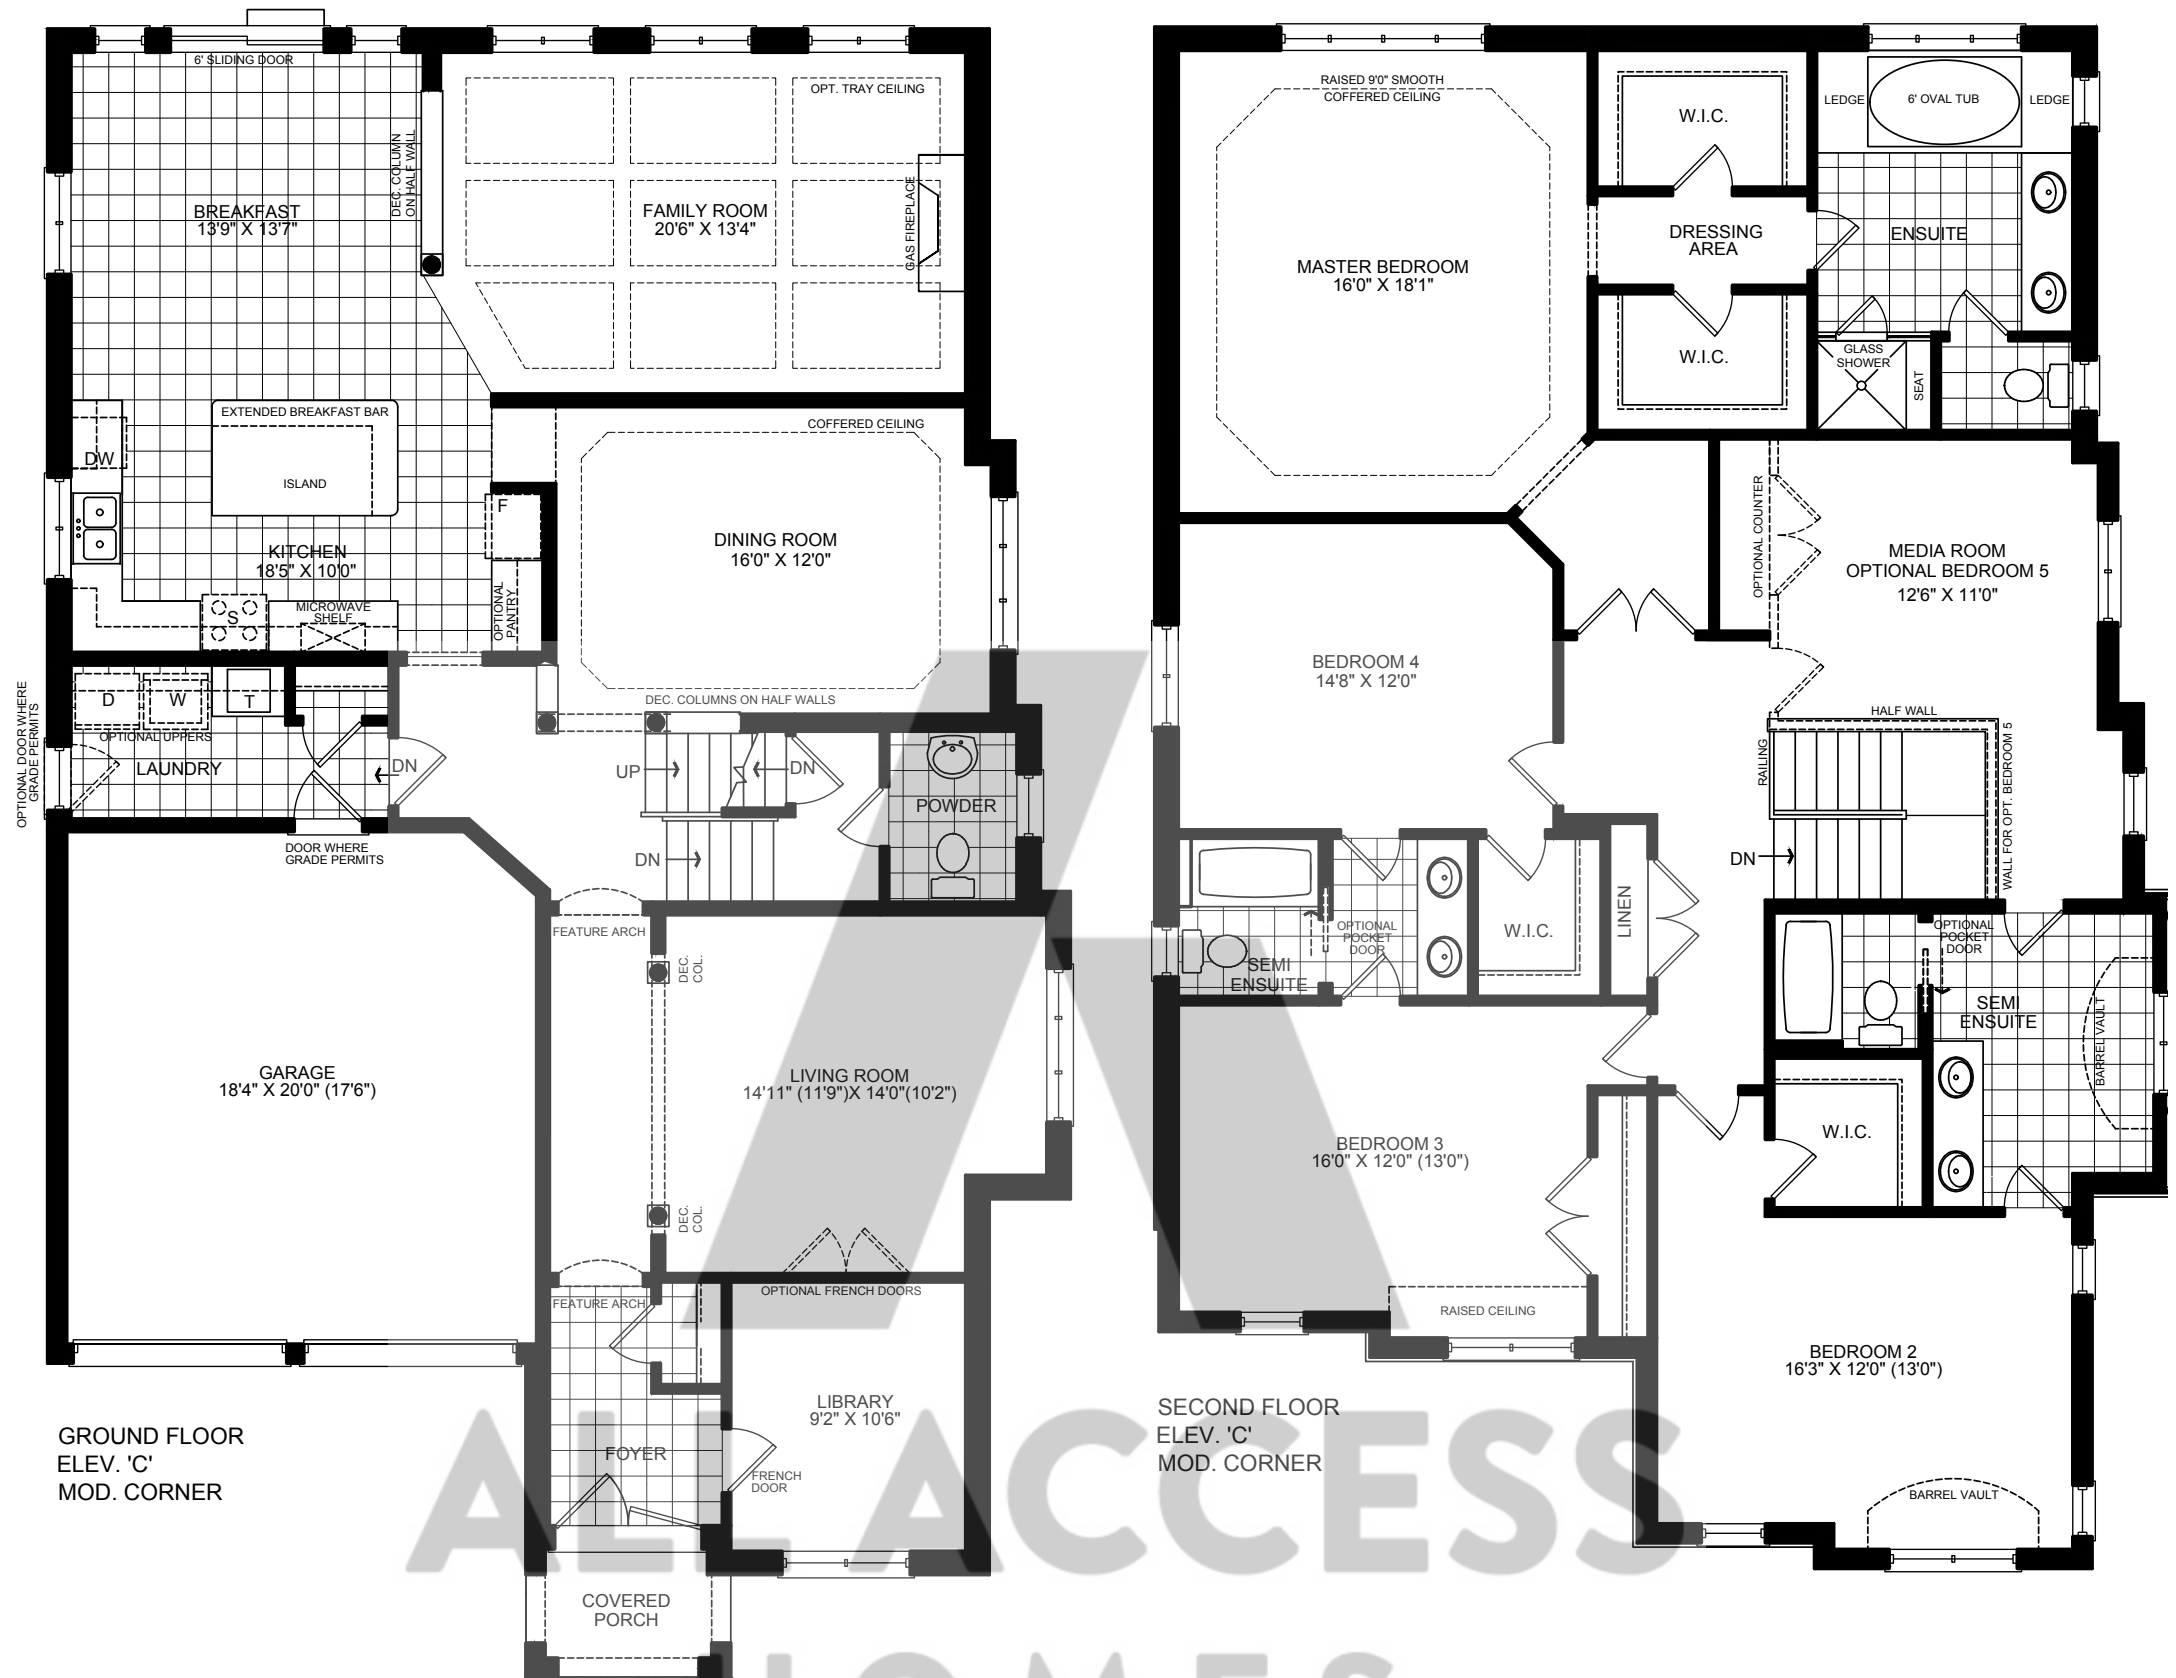 6' SLIDING DOOR
OPT. TRAY CEILING
DEC. COLUMN
ON HALF WALL
BREAKFAST
13'9" X 13'7"
FAMILY ROOM
20'6" X 13'4"
GAS FIREPLACE
EXTENDED BREAKFAST BAR
COFFERED CEILING
DW
ISLAND
F
DINING ROOM
16'0" X 12'0"
KITCHEN
18'5" X 10'0"
OPTIONAL
PANTRY
MICROWAVE
SHELF
S
OPTIONAL DOOR WHERE
GRADE PERMITS
D
W
T
DEC. COLUMNS ON HALF WALLS
OPTIONAL UPPERS
LAUNDRY
DN
UP
DN
POWDER
DOOR WHERE
GRADE PERMITS
DN
FEATURE ARCH
DEC.
COL.
GARAGE
18'4" X 20'0" (17'6")
LIVING ROOM
14'11" (11'9")X 14'0"(10'2")
DEC.
COL.
FEATURE ARCH
OPTIONAL FRENCH DOORS
LIBRARY
9'2" X 10'6"
FOYER
FRENCH
DOOR
COVERED
PORCH
GROUND FLOOR
ELEV. 'C'
MOD. CORNER
RAISED 9'0" SMOOTH
COFFERED CEILING
W.I.C.
LEDGE
6' OVAL TUB
LEDGE
DRESSING
AREA
ENSUITE
MASTER BEDROOM
16'0" X 18'1"
W.I.C.
GLASS
SHOWER
SEAT
OPTIONAL COUNTER
MEDIA ROOM
OPTIONAL BEDROOM 5
12'6" X 11'0"
BEDROOM 4
14'8" X 12'0"
HALF WALL
RAILING
WALL FOR OPT. BEDROOM 5
DN
LINEN
OPTIONAL
POCKET
DOOR
W.I.C.
SEMI
ENSUITE
OPTIONAL
POCKET
DOOR
SEMI
ENSUITE
BARREL VAULT
W.I.C.
BEDROOM 3
16'0" X 12'0" (13'0")
RAISED CEILING
BEDROOM 2
16'3" X 12'0" (13'0")
BARREL VAULT
SECOND FLOOR
ELEV. 'C'
MOD. CORNER
ALL ACCESS
HOMES